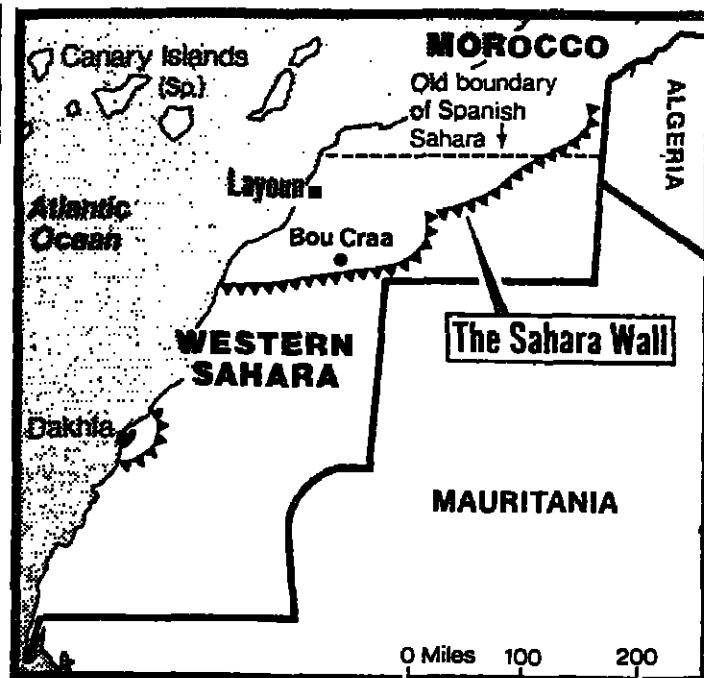 Canary Islands
(Sp.)
MOROCCO
Old boundary
of Spanish
Sahara
ALGERIA
Layoun
Atlantic
Ocean
Bou Craa
The Sahara Wall
WESTERN
SAHARA
Dakhla
MAURITANIA
0 Miles 100 200